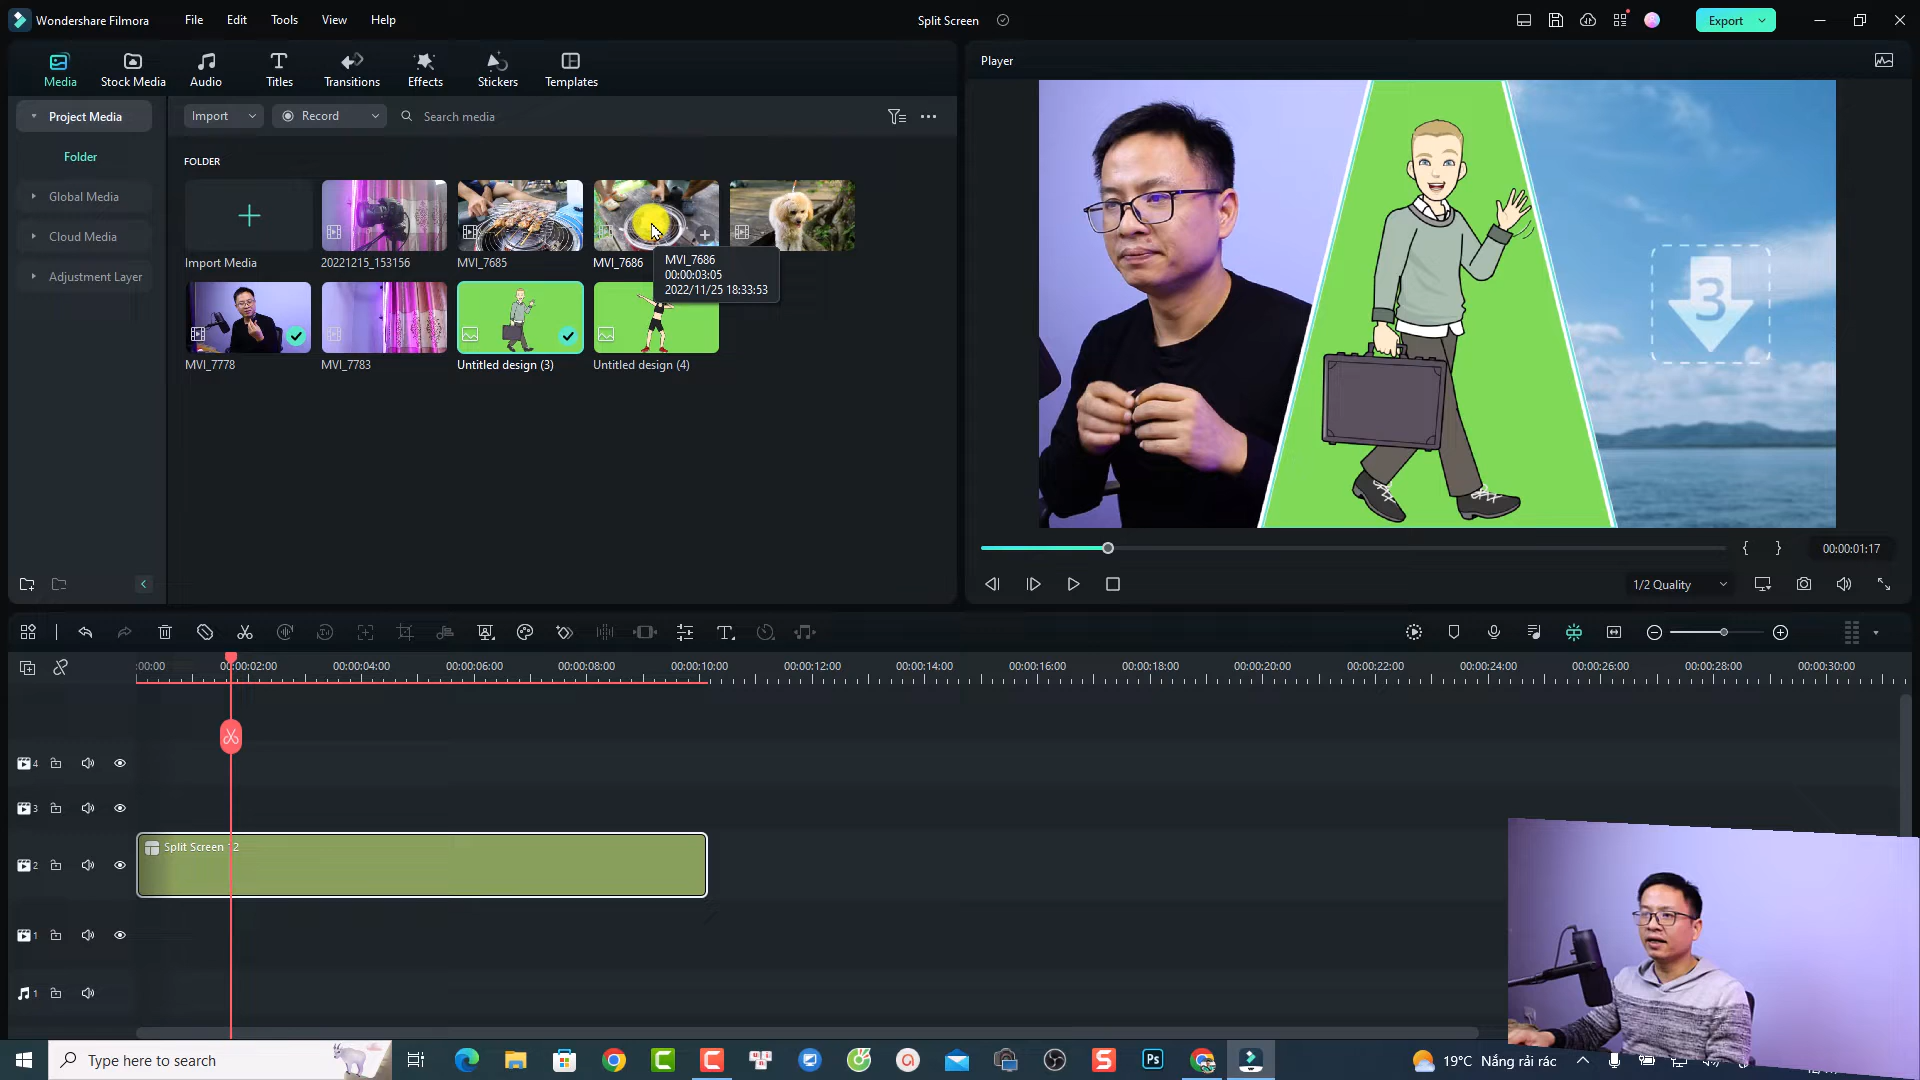 Wondershare Filmora
File
Edit
Tools
View
Help
Split Screen
Export
Media
Stock Media
Audio
Titles
Transitions
Effects
Stickers
Templates
Player
Project Media
Import
Record
Search media
Folder
FOLDER
Global Media
Cloud Media
Adjustment Layer
Import Media
20221215_153156
MVI_7685
MVI_7686
MVI_7686
00:00:03:05
2022/11/25 18:33:53
MVI_7778
MVI_7783
Untitled design (3)
Untitled design (4)
3
{ }
00:00:01:17
1/2 Quality
:00:00
00:00:02:00
00:00:04:00
00:00:06:00
00:00:08:00
00:00:10:00
00:00:12:00
00:00:14:00
00:00:16:00
00:00:18:00
00:00:20:00
00:00:22:00
00:00:24:00
00:00:26:00
00:00:28:00
00:00:30:00
4
3
Split Screen 12
2
1
1
Type here to search
Ps
19°C Nắng rải rác